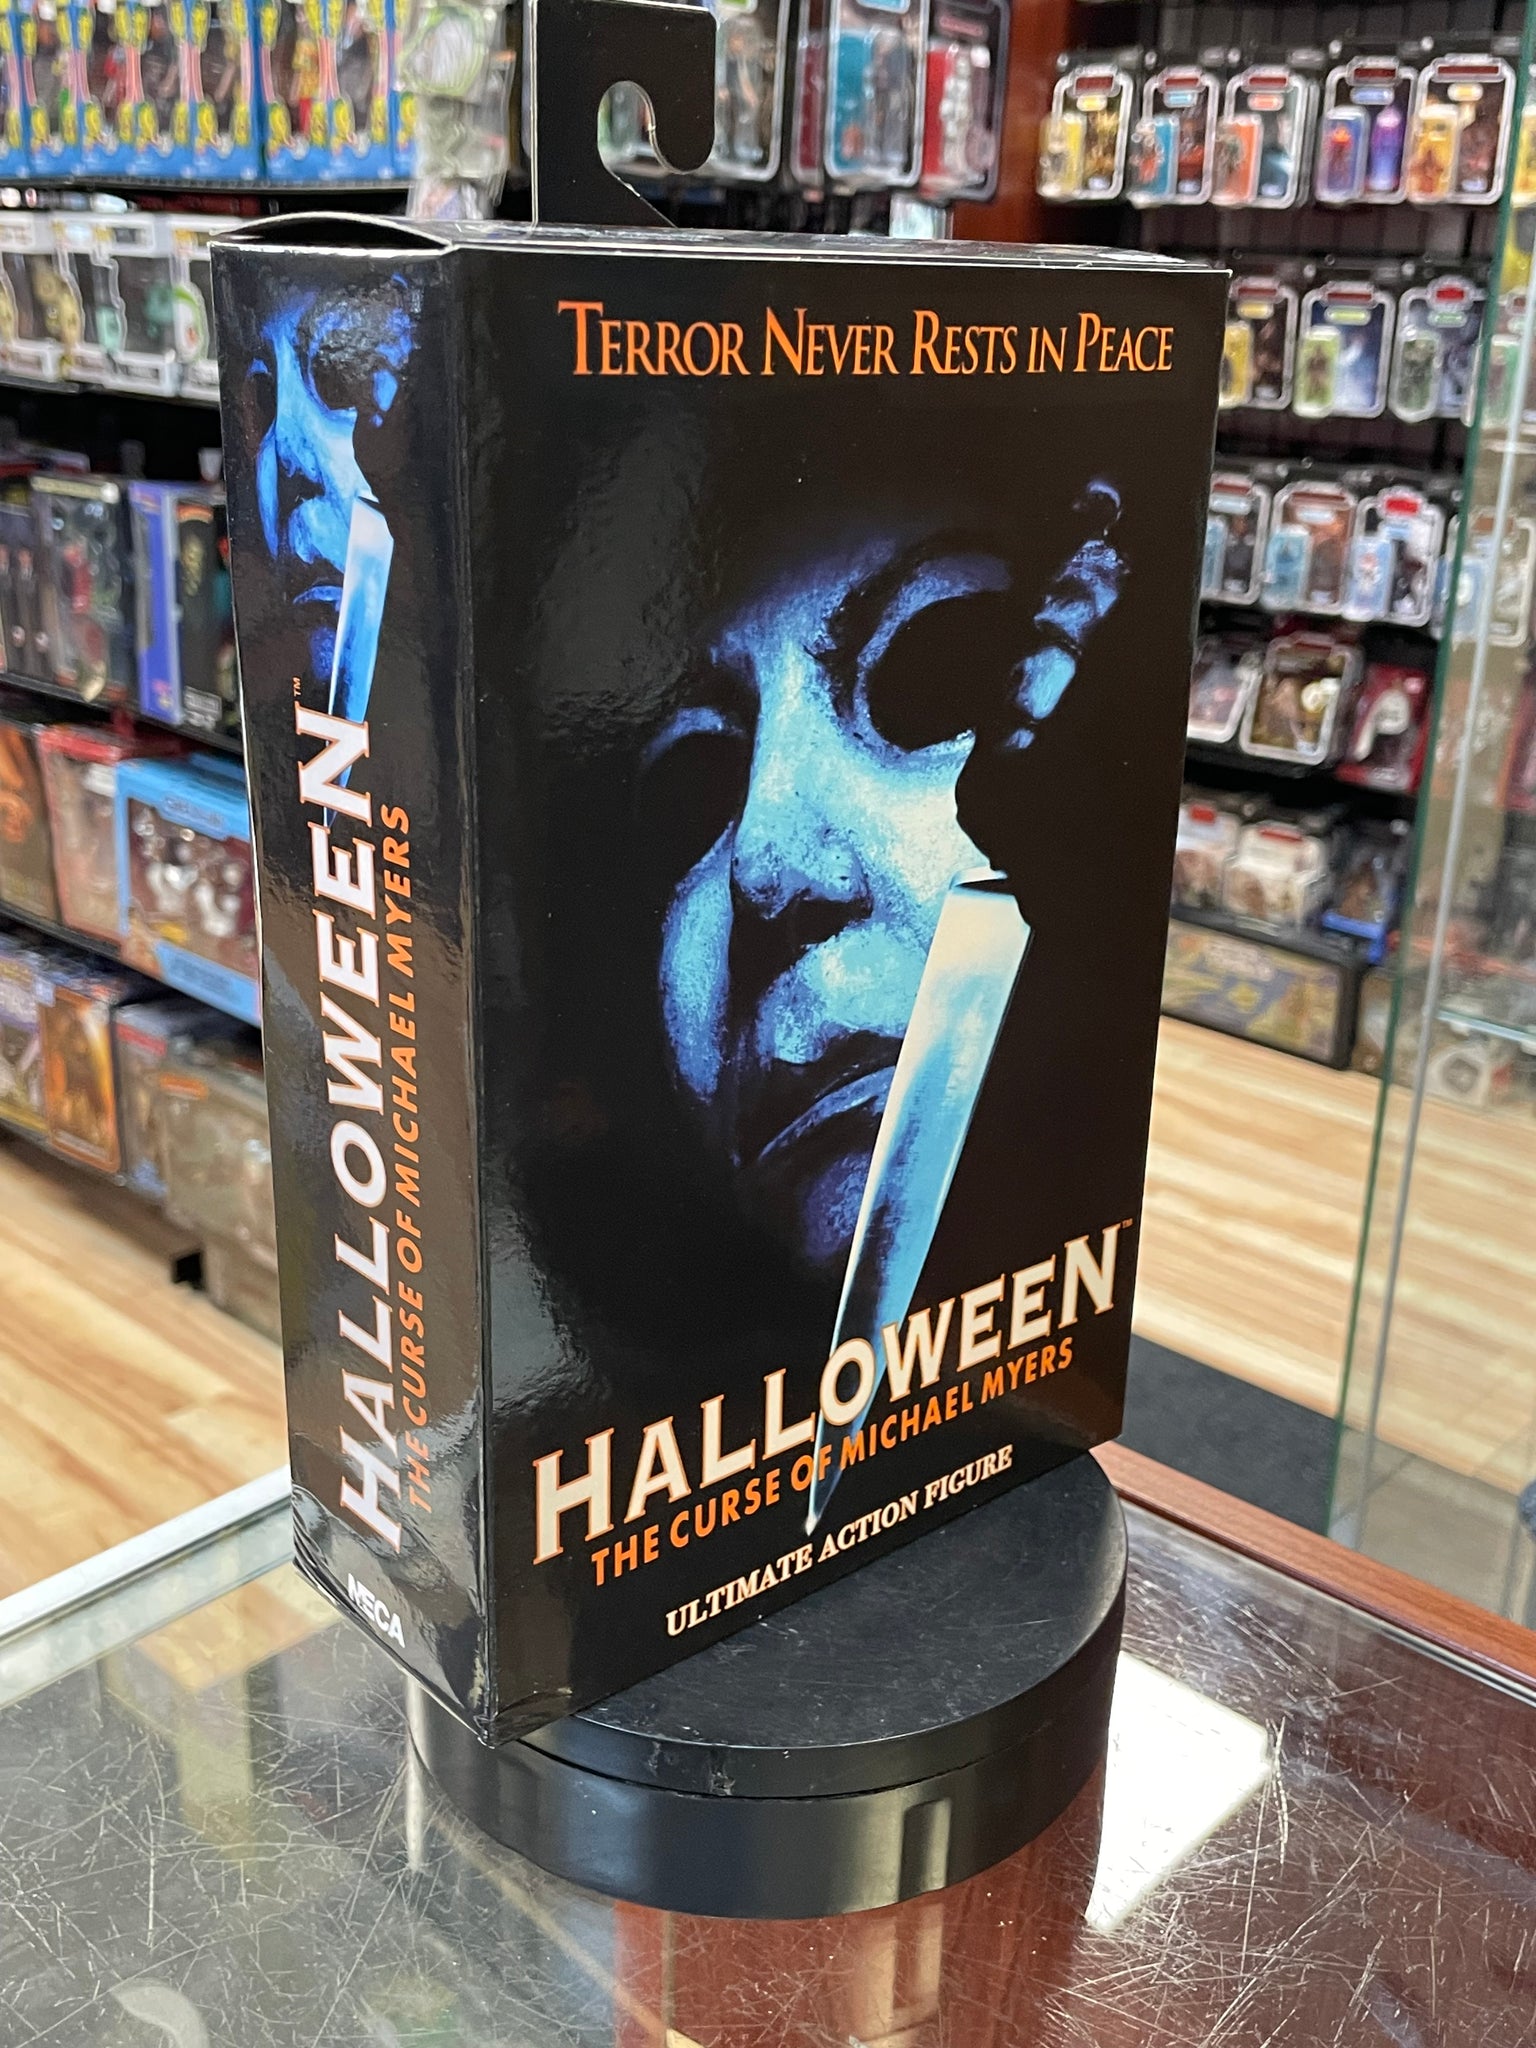 TERROR NEVER RESTS IN PEACE
HALLOWEEN™
THE CURSE OF MICHAEL MYERS
ULTIMATE ACTION FIGURE
HALLOWEEN™
THE CURSE OF MICHAEL MYERS
NECA